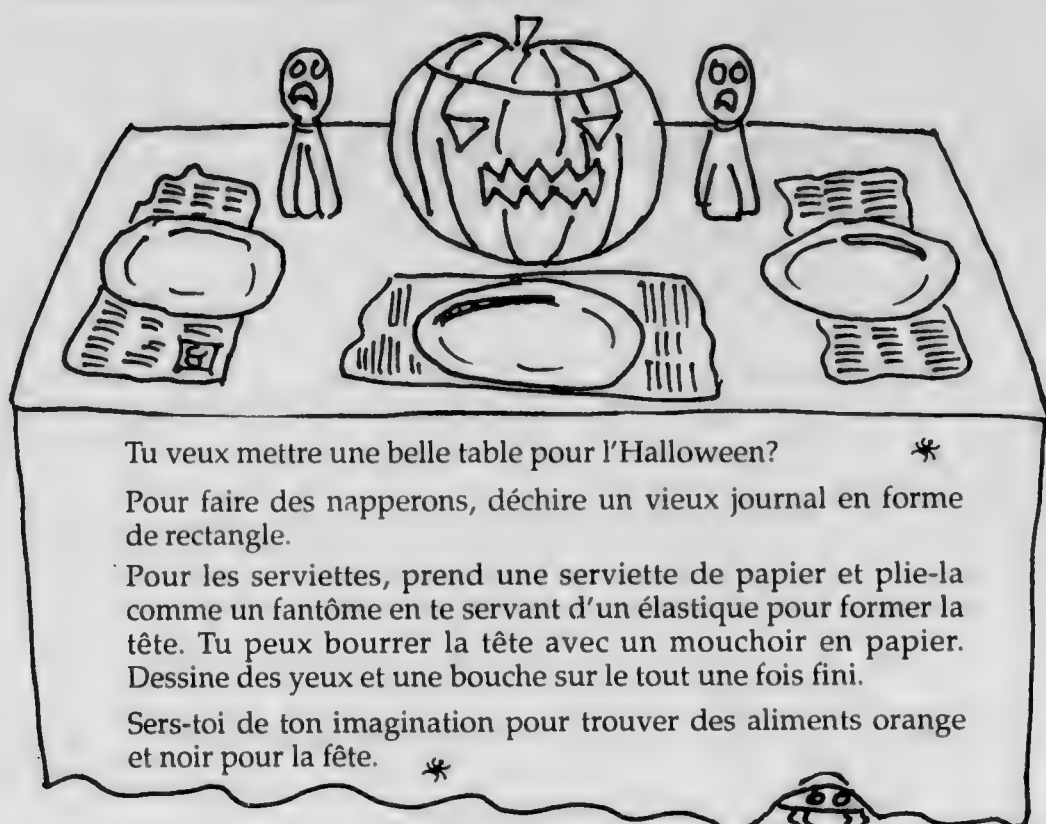 Tu veux mettre une belle table pour l'Halloween?
Pour faire des napperons, déchire un vieux journal en forme
de rectangle.
Pour les serviettes, prend une serviette de papier et plie-la
comme un fantôme en te servant d'un élastique pour former la
tête. Tu peux bourrer la tête avec un mouchoir en papier.
Dessine des yeux et une bouche sur le tout une fois fini.
Sers-toi de ton imagination pour trouver des aliments orange
et noir pour la fête.